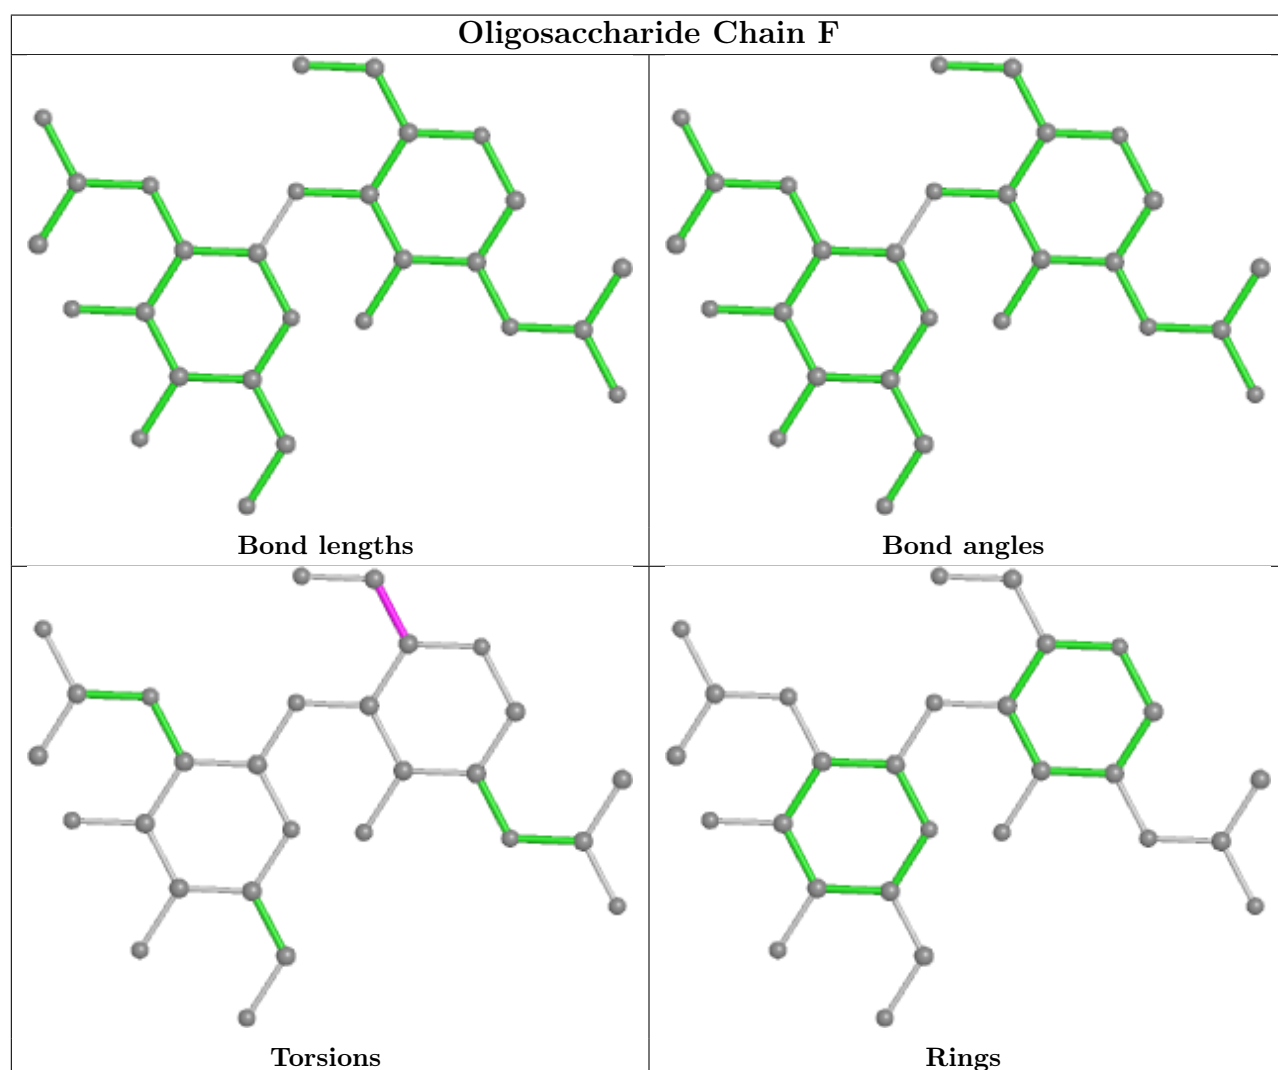 Oligosaccharide Chain F
Bond lengths
Bond angles
Torsions
Rings